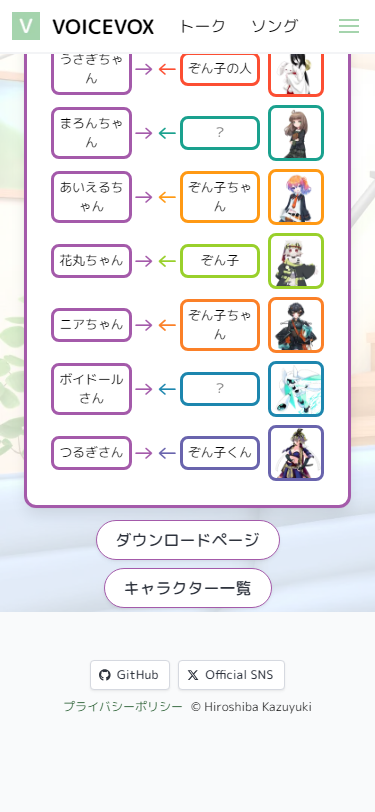 V VOICEVOX トーク ソング
うさぎちゃ
ん → ← ぞん子の人
まろんちゃ
ん → ← ？
あいえるち
ゃん → ← ぞん子ちゃ
ん
花丸ちゃん → ← ぞん子
ニアちゃん → ← ぞん子ちゃ
ん
ボイドール
さん → ← ？
つるぎさん → ← ぞん子くん
ダウンロードページ
キャラクター一覧
GitHub Official SNS
プライバシーポリシー © Hiroshiba Kazuyuki